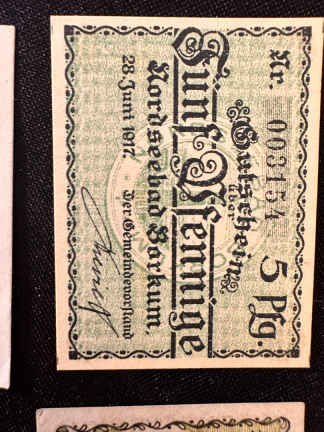 Nr. 003154 5 Pfg.
Gutschein
über
Fünf Pfennige
Nordseebad Borkum
28. Juni 1917. Der Gemeindevorstand